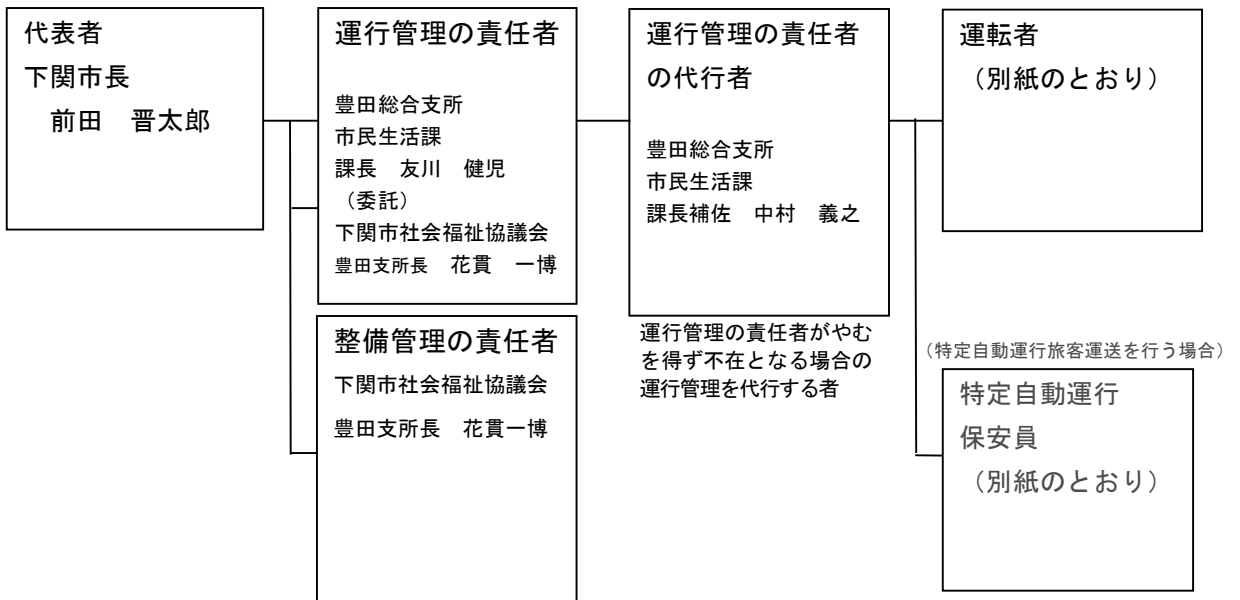 代表者
下関市長
前田　晋太郎
運行管理の責任者
豊田総合支所
市民生活課
課長　友川　健児
（委託）
下関市社会福祉協議会
豊田支所長　花貫　一博
整備管理の責任者
下関市社会福祉協議会
豊田支所長　花貫一博
運行管理の責任者
の代行者
豊田総合支所
市民生活課
課長補佐　中村　義之
運行管理の責任者がやむ
を得ず不在となる場合の
運行管理を代行する者
運転者
（別紙のとおり）
（特定自動運行旅客運送を行う場合）
特定自動運行
保安員
（別紙のとおり）